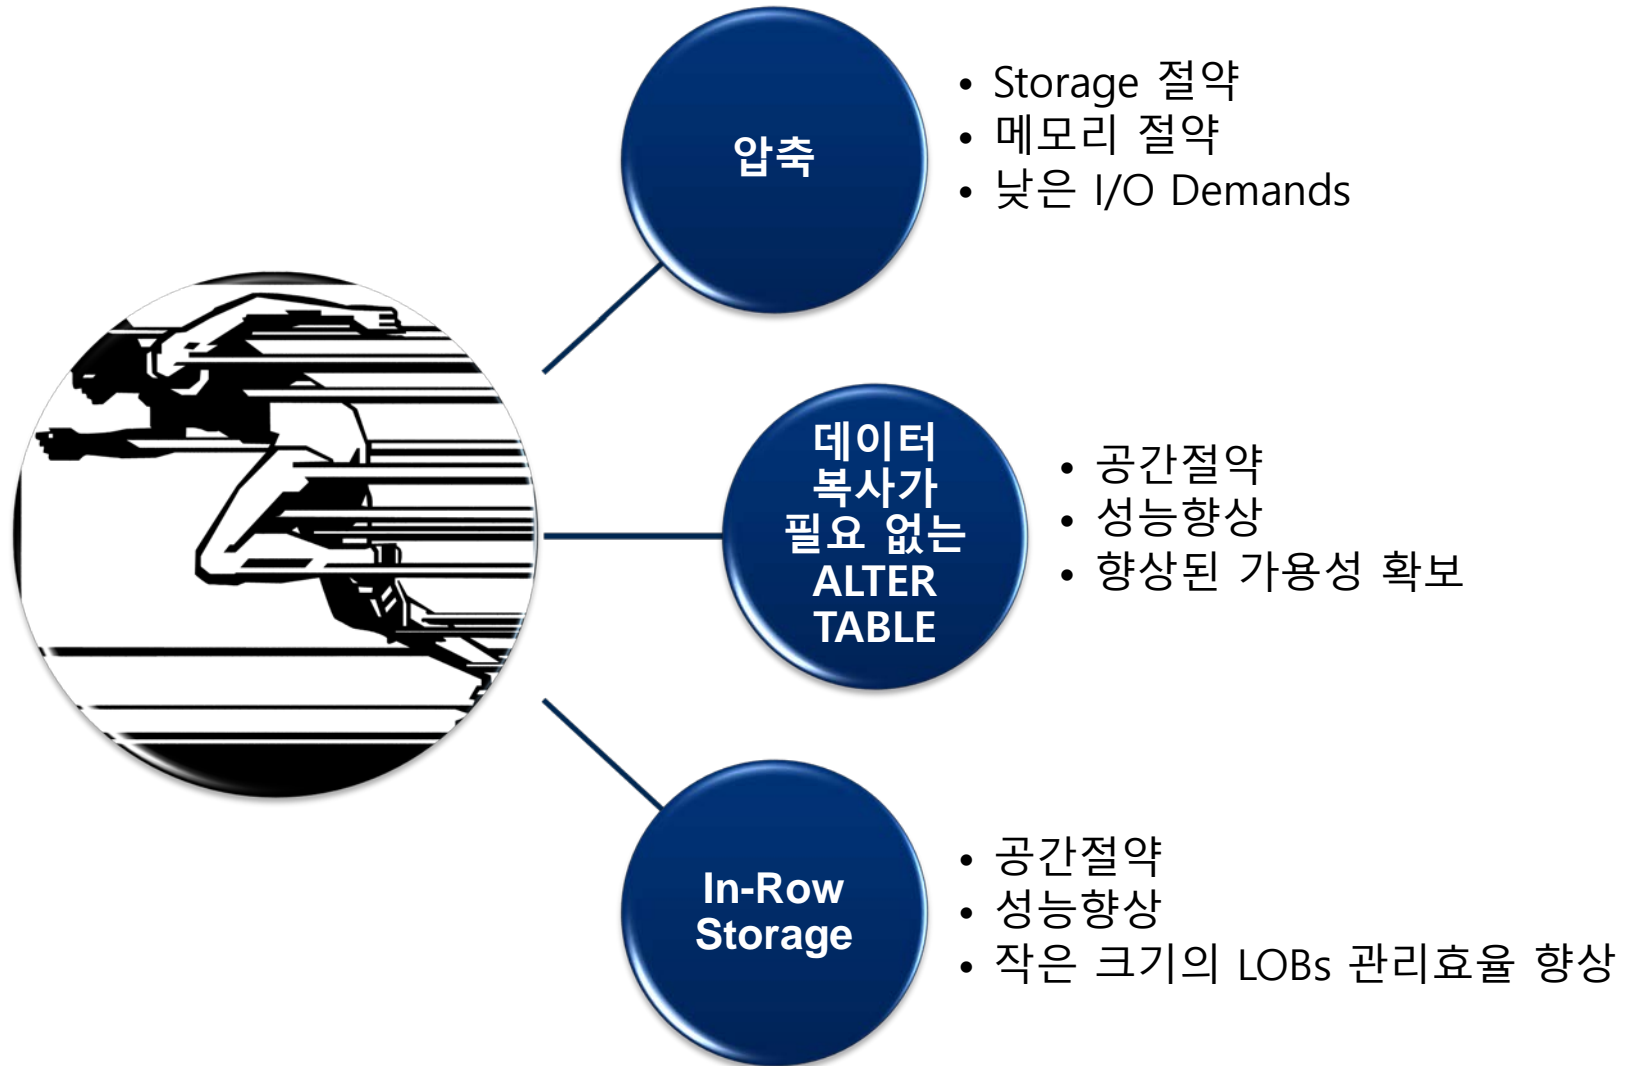 압축
• Storage 절약
• 메모리 절약
• 낮은 I/O Demands
데이터
복사가
필요 없는
ALTER
TABLE
• 공간절약
• 성능향상
• 향상된 가용성 확보
In-Row
Storage
• 공간절약
• 성능향상
• 작은 크기의 LOBs 관리효율 향상